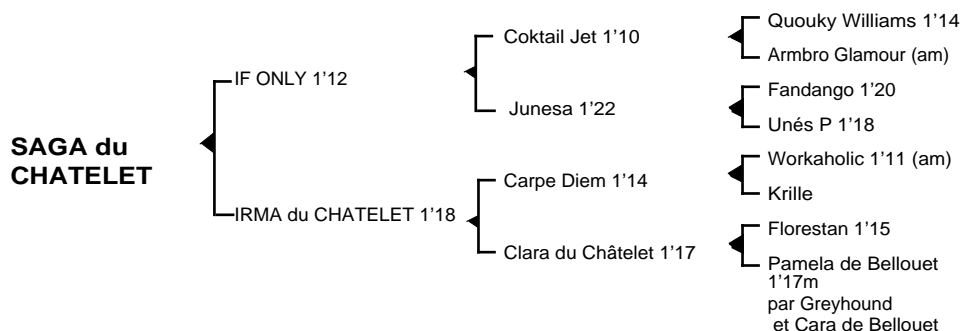 SAGA du
CHATELET
IF ONLY 1'12
IRMA du CHATELET 1'18
Coktail Jet 1'10
Junesa 1'22
Carpe Diem 1'14
Clara du Châtelet 1'17
Quouky Williams 1'14
Armbro Glamour (am)
Fandango 1'20
Unés P 1'18
Workaholic 1'11 (am)
Krille
Florestan 1'15
Pamela de Bellouet
1'17m
par Greyhound
et Cara de Bellouet